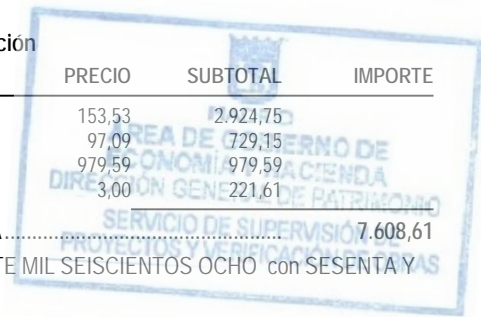 ción
PRECIO SUBTOTAL IMPORTE
153,53 2.924,75
97,09 729,15
979,59 979,59
3,00 221,61
ÁREA DE GOBIERNO DE
ECONOMÍA Y HACIENDA
DIRECCIÓN GENERAL DE PATRIMONIO
SERVICIO DE SUPERVISIÓN DE
PROYECTOS Y VERIFICACIÓN DE OBRAS
A........................................................................ 7.608,61
TE MIL SEISCIENTOS OCHO con SESENTA Y